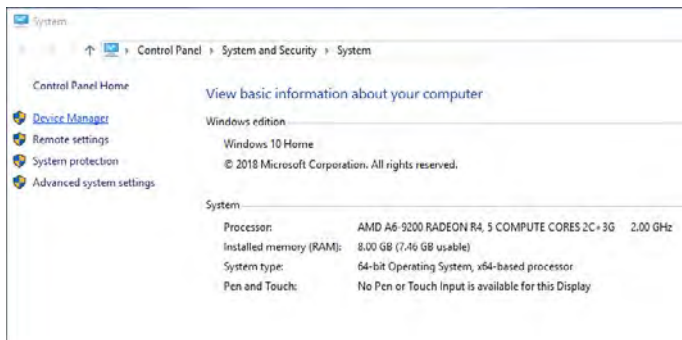 System
Control Panel › System and Security › System
Control Panel Home
Device Manager
Remote settings
System protection
Advanced system settings
View basic information about your computer
Windows edition
Windows 10 Home
© 2018 Microsoft Corporation. All rights reserved.
System
Processor: AMD A6-9200 RADEON R4, 5 COMPUTE CORES 2C+3G 2.00 GHz
Installed memory (RAM): 8.00 GB (7.46 GB usable)
System type: 64-bit Operating System, x64-based processor
Pen and Touch: No Pen or Touch Input is available for this Display